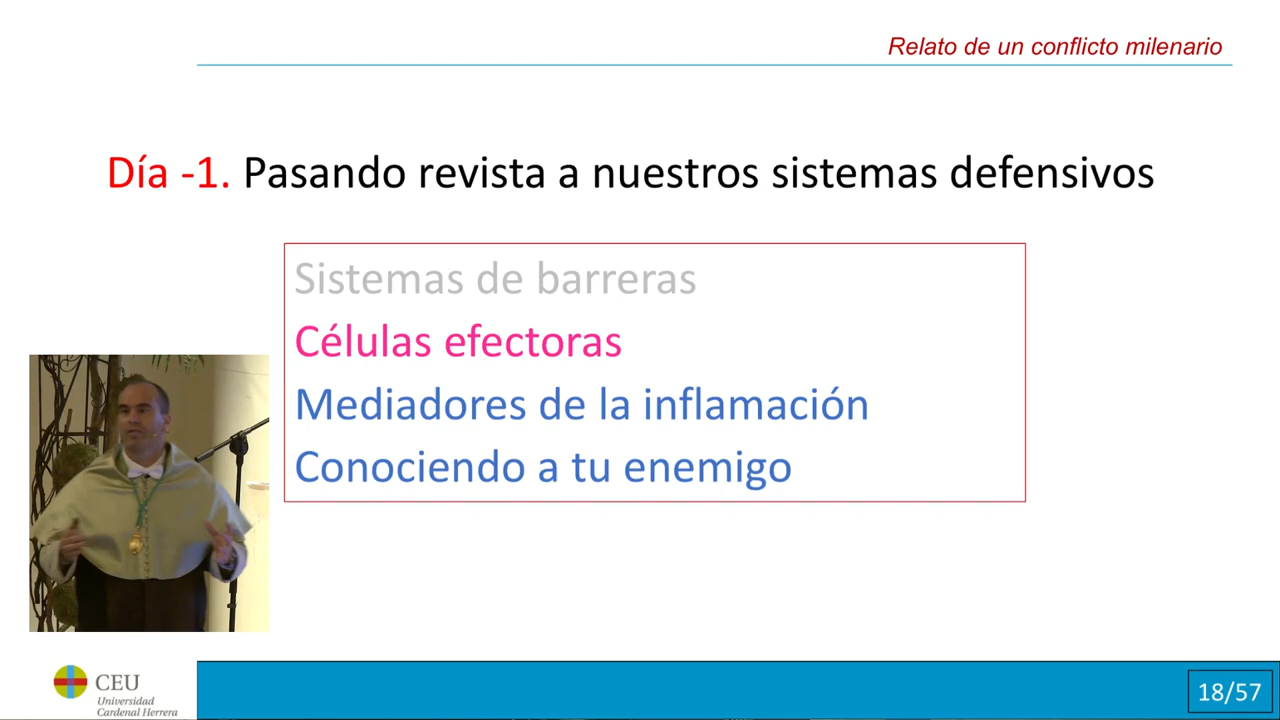 Relato de un conflicto milenario
Día -1. Pasando revista a nuestros sistemas defensivos
Sistemas de barreras
Células efectoras
Mediadores de la inflamación
Conociendo a tu enemigo
CEU
Universidad
Cardenal Herrera
18/57